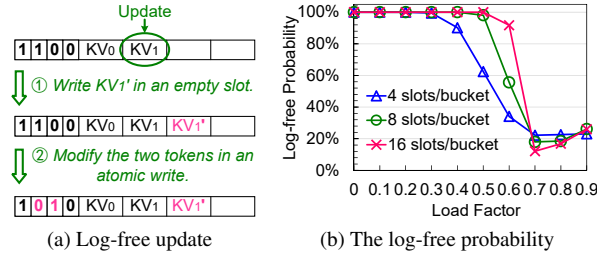 Update
1 1 0 0 KV0 KV1
① Write KV1' in an empty slot.
1 1 0 0 KV0 KV1 KV1'
② Modify the two tokens in an
atomic write.
1 0 1 0 KV0 KV1 KV1'
(a) Log-free update
Log-free Probability
100%
80%
60%
40%
20%
0%
4 slots/bucket
8 slots/bucket
16 slots/bucket
0 0.1 0.2 0.3 0.4 0.5 0.6 0.7 0.8 0.9
Load Factor
(b) The log-free probability